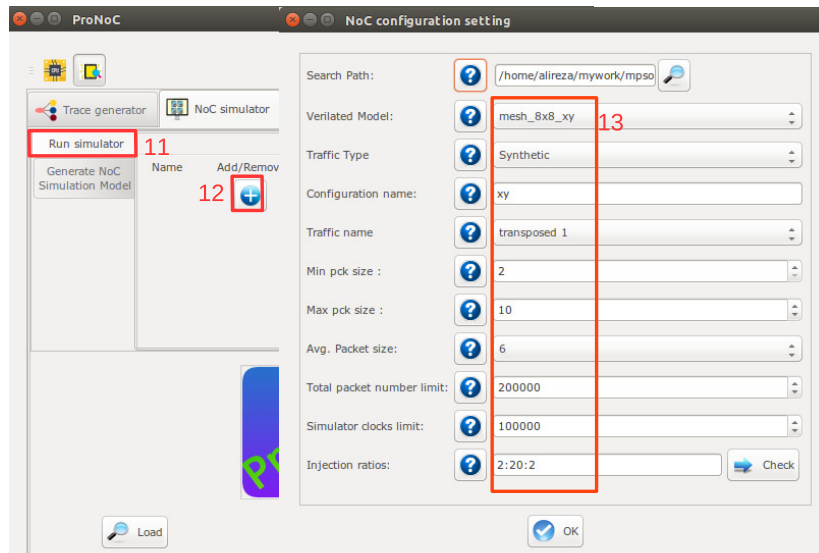 ProNoC
NoC configuration setting
Trace generator
NoC simulator
Run simulator
11
Generate NoC
Simulation Model
Name
Add/Remov
12
Search Path:
/home/alireza/mywork/mpso
Verilated Model:
mesh_8x8_xy
13
Traffic Type
Synthetic
Configuration name:
xy
Traffic name
transposed 1
Min pck size :
2
Max pck size :
10
Avg. Packet size:
6
Total packet number limit:
200000
Simulator clocks limit:
100000
Injection ratios:
2:20:2
Check
Load
OK